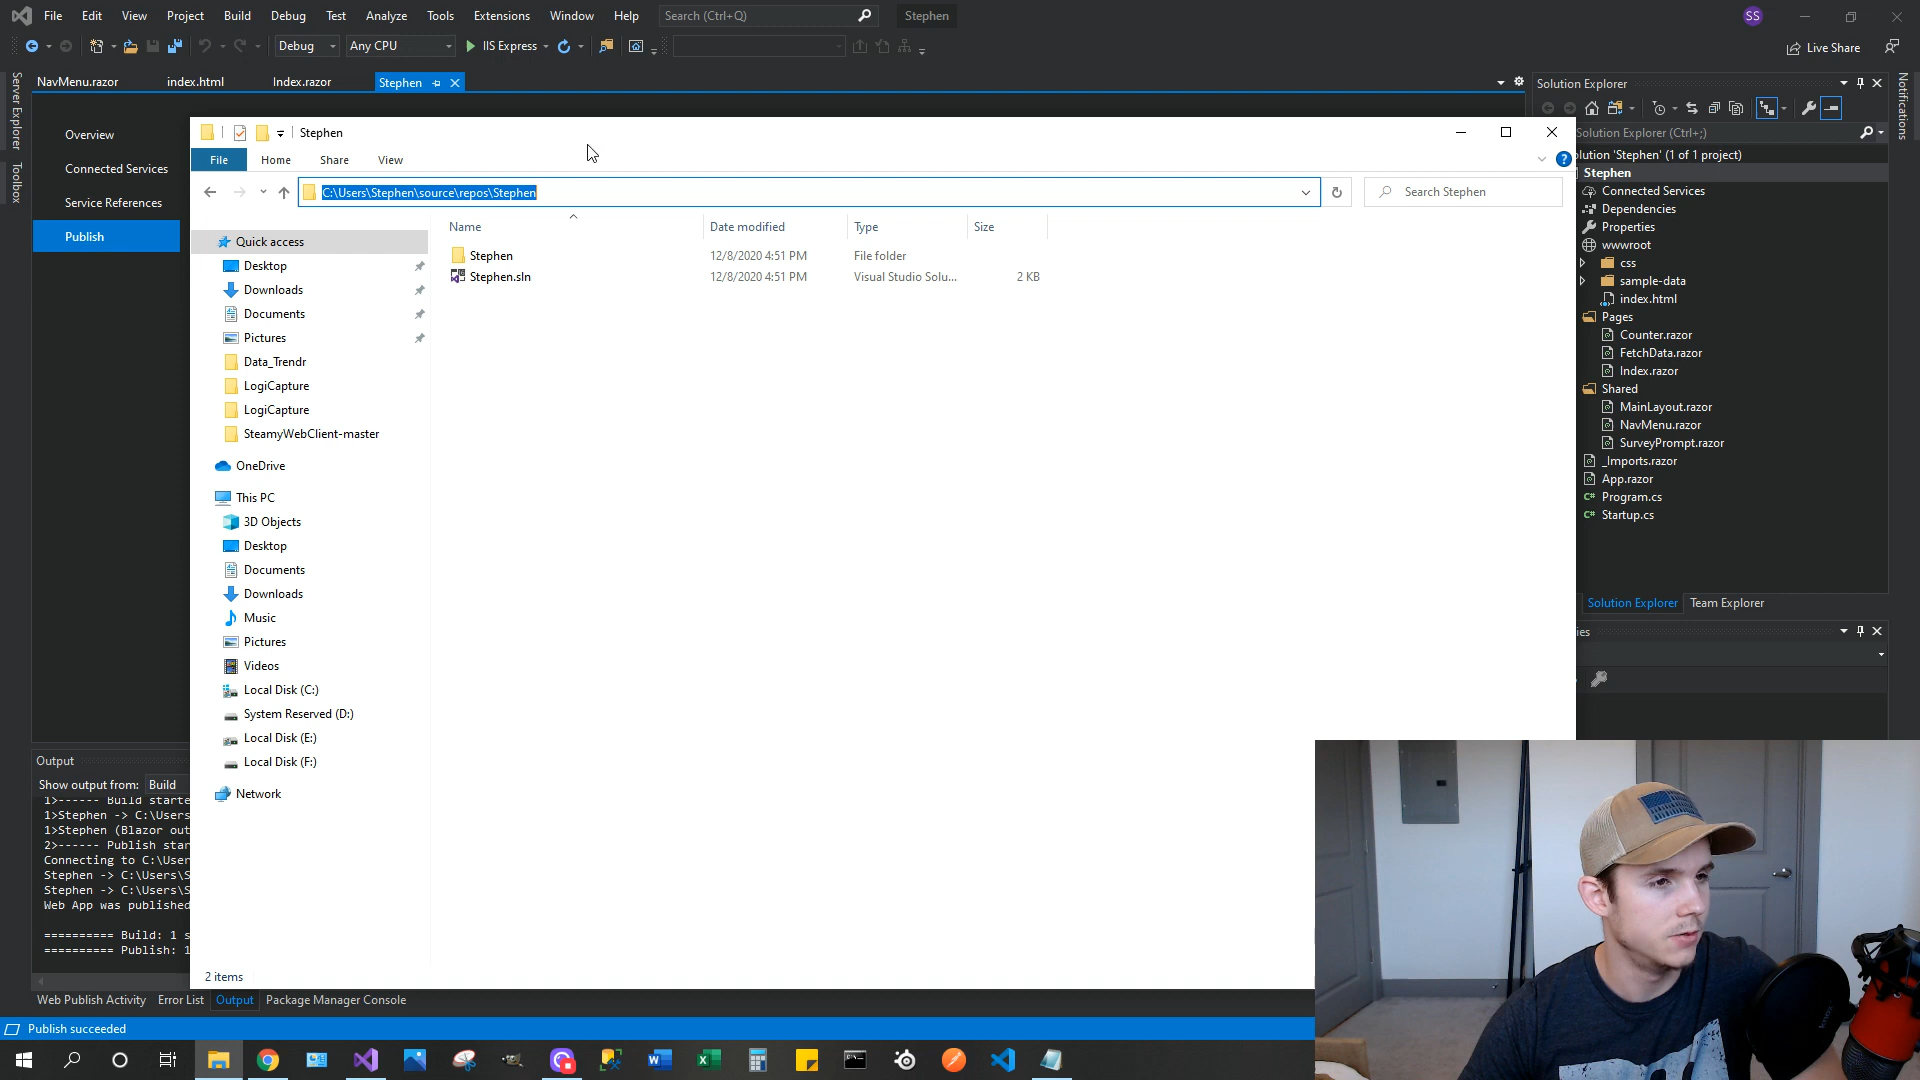 File Edit View Project Build Debug Test Analyze Tools Extensions Window Help Search (Ctrl+Q) Stephen SS
Debug Any CPU IIS Express Live Share
NavMenu.razor index.html Index.razor Stephen
Server Explorer
Toolbox
Notifications
Overview
Connected Services
Service References
Publish
Stephen
File Home Share View
C:\Users\Stephen\source\repos\Stephen
Search Stephen
Name Date modified Type Size
Stephen 12/8/2020 4:51 PM File folder
Stephen.sln 12/8/2020 4:51 PM Visual Studio Solu... 2 KB
Quick access
Desktop
Downloads
Documents
Pictures
Data_Trendr
LogiCapture
LogiCapture
SteamyWebClient-master
OneDrive
This PC
3D Objects
Desktop
Documents
Downloads
Music
Pictures
Videos
Local Disk (C:)
System Reserved (D:)
Local Disk (E:)
Local Disk (F:)
Network
2 items
Solution Explorer
Solution Explorer (Ctrl+;)
olution 'Stephen' (1 of 1 project)
Stephen
Connected Services
Dependencies
Properties
wwwroot
css
sample-data
index.html
Pages
Counter.razor
FetchData.razor
Index.razor
Shared
MainLayout.razor
NavMenu.razor
SurveyPrompt.razor
_Imports.razor
App.razor
Program.cs
Startup.cs
Solution Explorer Team Explorer
ies
Output
Show output from: Build
1>------ Build starte
1>Stephen -> C:\Users
1>Stephen (Blazor out
2>------ Publish star
Connecting to C:\User
Stephen -> C:\Users\S
Stephen -> C:\Users\S
Web App was published
========== Build: 1 s
========== Publish: 1
Web Publish Activity Error List Output Package Manager Console
Publish succeeded